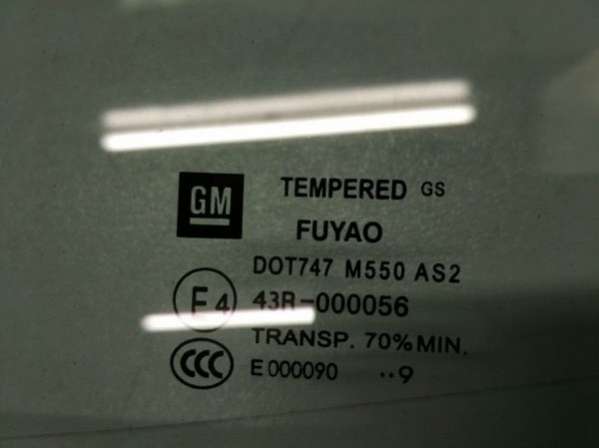 GM TEMPERED GS
FUYAO
DOT747 M550 AS2
E4 43R-000056
TRANSP. 70% MIN.
CCC E000090 ..9